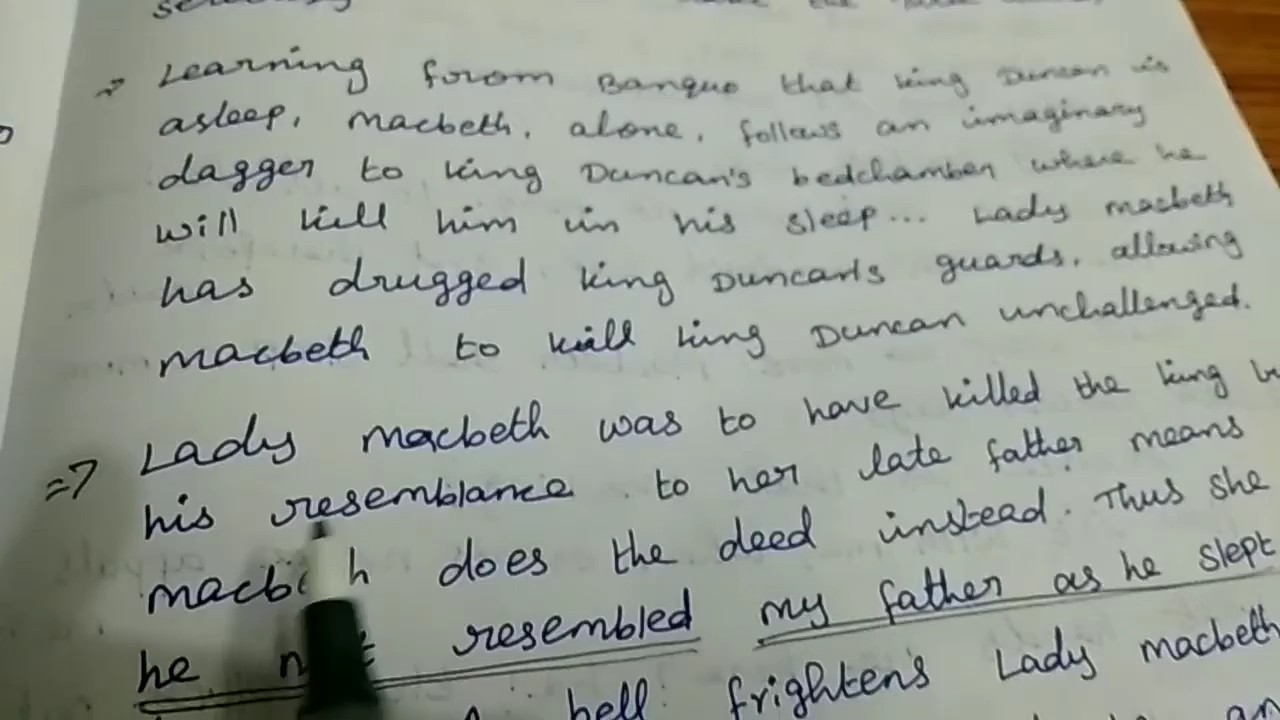 seriously
=> Learning from Banquo that king Duncan is
asleep, macbeth, alone, follows an imaginary
dagger to king Duncan's bedchamber where he
will kill him in his sleep... Lady macbeth
has drugged king Duncan's guards, allowing
macbeth to kill king Duncan unchallenged.
=> Lady macbeth was to have killed the king
his resemblance to her late father means
macbeth does the deed instead. Thus she
he resembled my father as he slept
bell frightens Lady macbeth